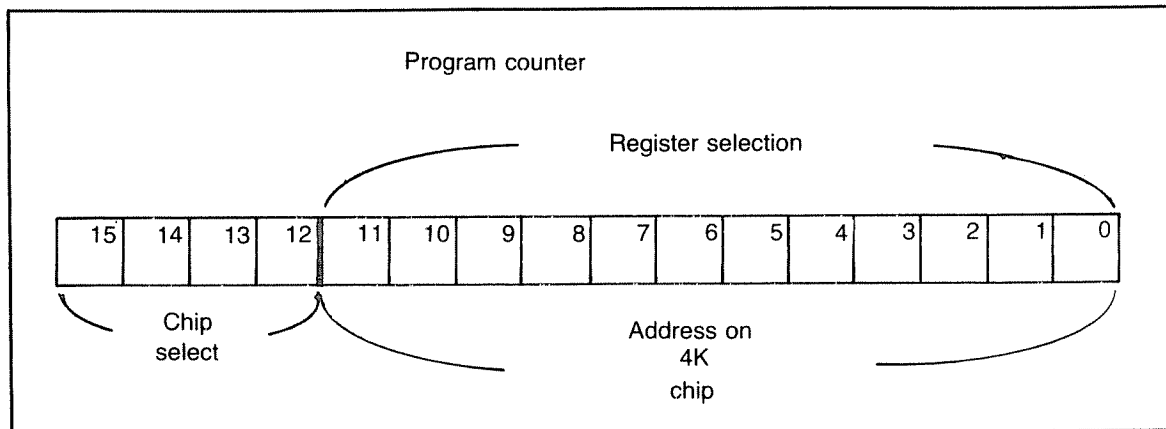 Program counter
Register selection
15 14 13 12 11 10 9 8 7 6 5 4 3 2 1 0
Chip
select
Address on
4K
chip